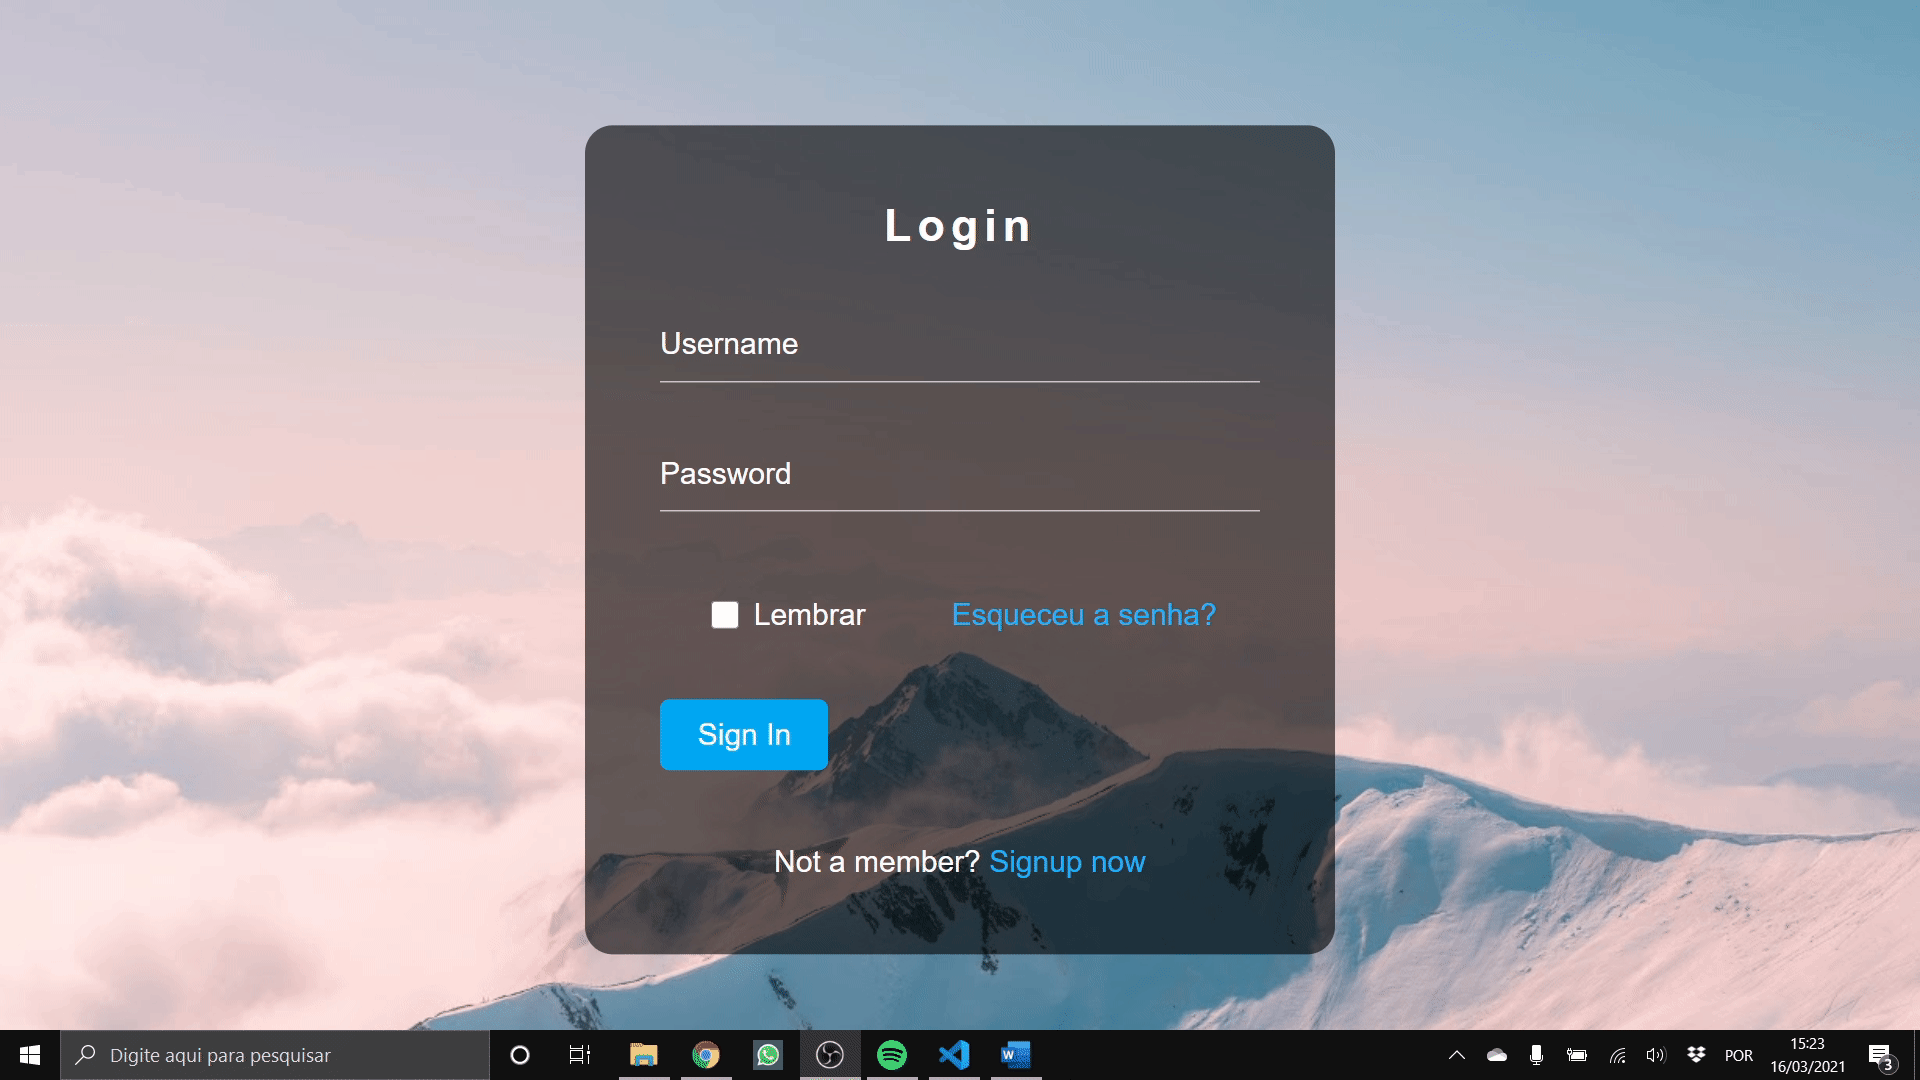 Login
Username
Password
Lembrar Esqueceu a senha?
Sign In
Not a member? Signup now
Digite aqui para pesquisar
W
POR
15:23
16/03/2021
3